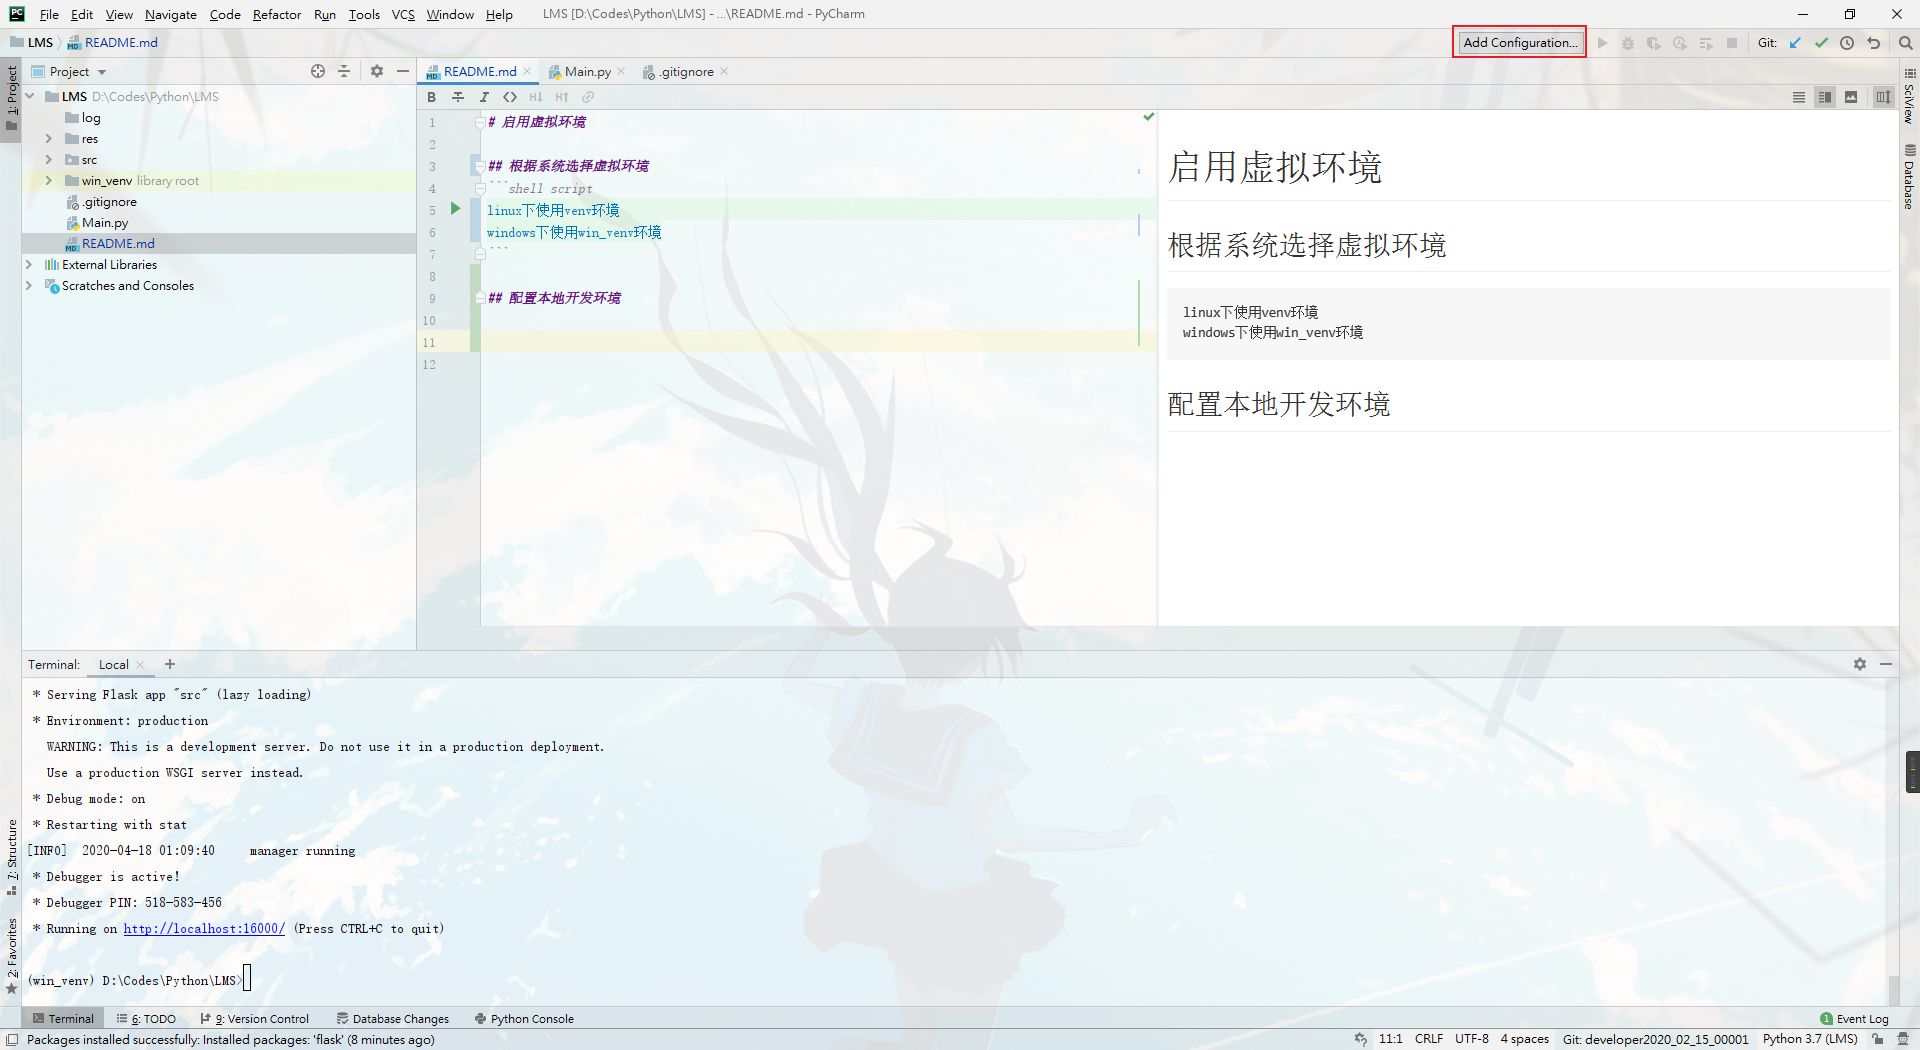 File Edit View Navigate Code Refactor Run Tools VCS Window Help LMS [D:\Codes\Python\LMS] - ...\README.md - PyCharm
LMS README.md
Add Configuration...
Git:
1: Project
Project
LMS D:\Codes\Python\LMS
log
res
src
win_venv library root
.gitignore
Main.py
README.md
External Libraries
Scratches and Consoles
README.md Main.py .gitignore
1 # 启用虚拟环境
2
3 ## 根据系统选择虚拟环境
4 ```shell script
5 linux下使用venv环境
6 windows下使用win_venv环境
7 ```
8
9 ## 配置本地开发环境
10
11
12
启用虚拟环境
根据系统选择虚拟环境
linux下使用venv环境
windows下使用win_venv环境
配置本地开发环境
SciView
Database
Terminal: Local
* Serving Flask app "src" (lazy loading)
* Environment: production
WARNING: This is a development server. Do not use it in a production deployment.
Use a production WSGI server instead.
* Debug mode: on
* Restarting with stat
[INFO] 2020-04-18 01:09:40 manager running
* Debugger is active!
* Debugger PIN: 518-583-456
* Running on http://localhost:16000/ (Press CTRL+C to quit)
(win_venv) D:\Codes\Python\LMS>
7: Structure
2: Favorites
Terminal 6: TODO 9: Version Control Database Changes Python Console 1 Event Log
Packages installed successfully: Installed packages: 'flask' (8 minutes ago) 11:1 CRLF UTF-8 4 spaces Git: developer2020_02_15_00001 Python 3.7 (LMS)